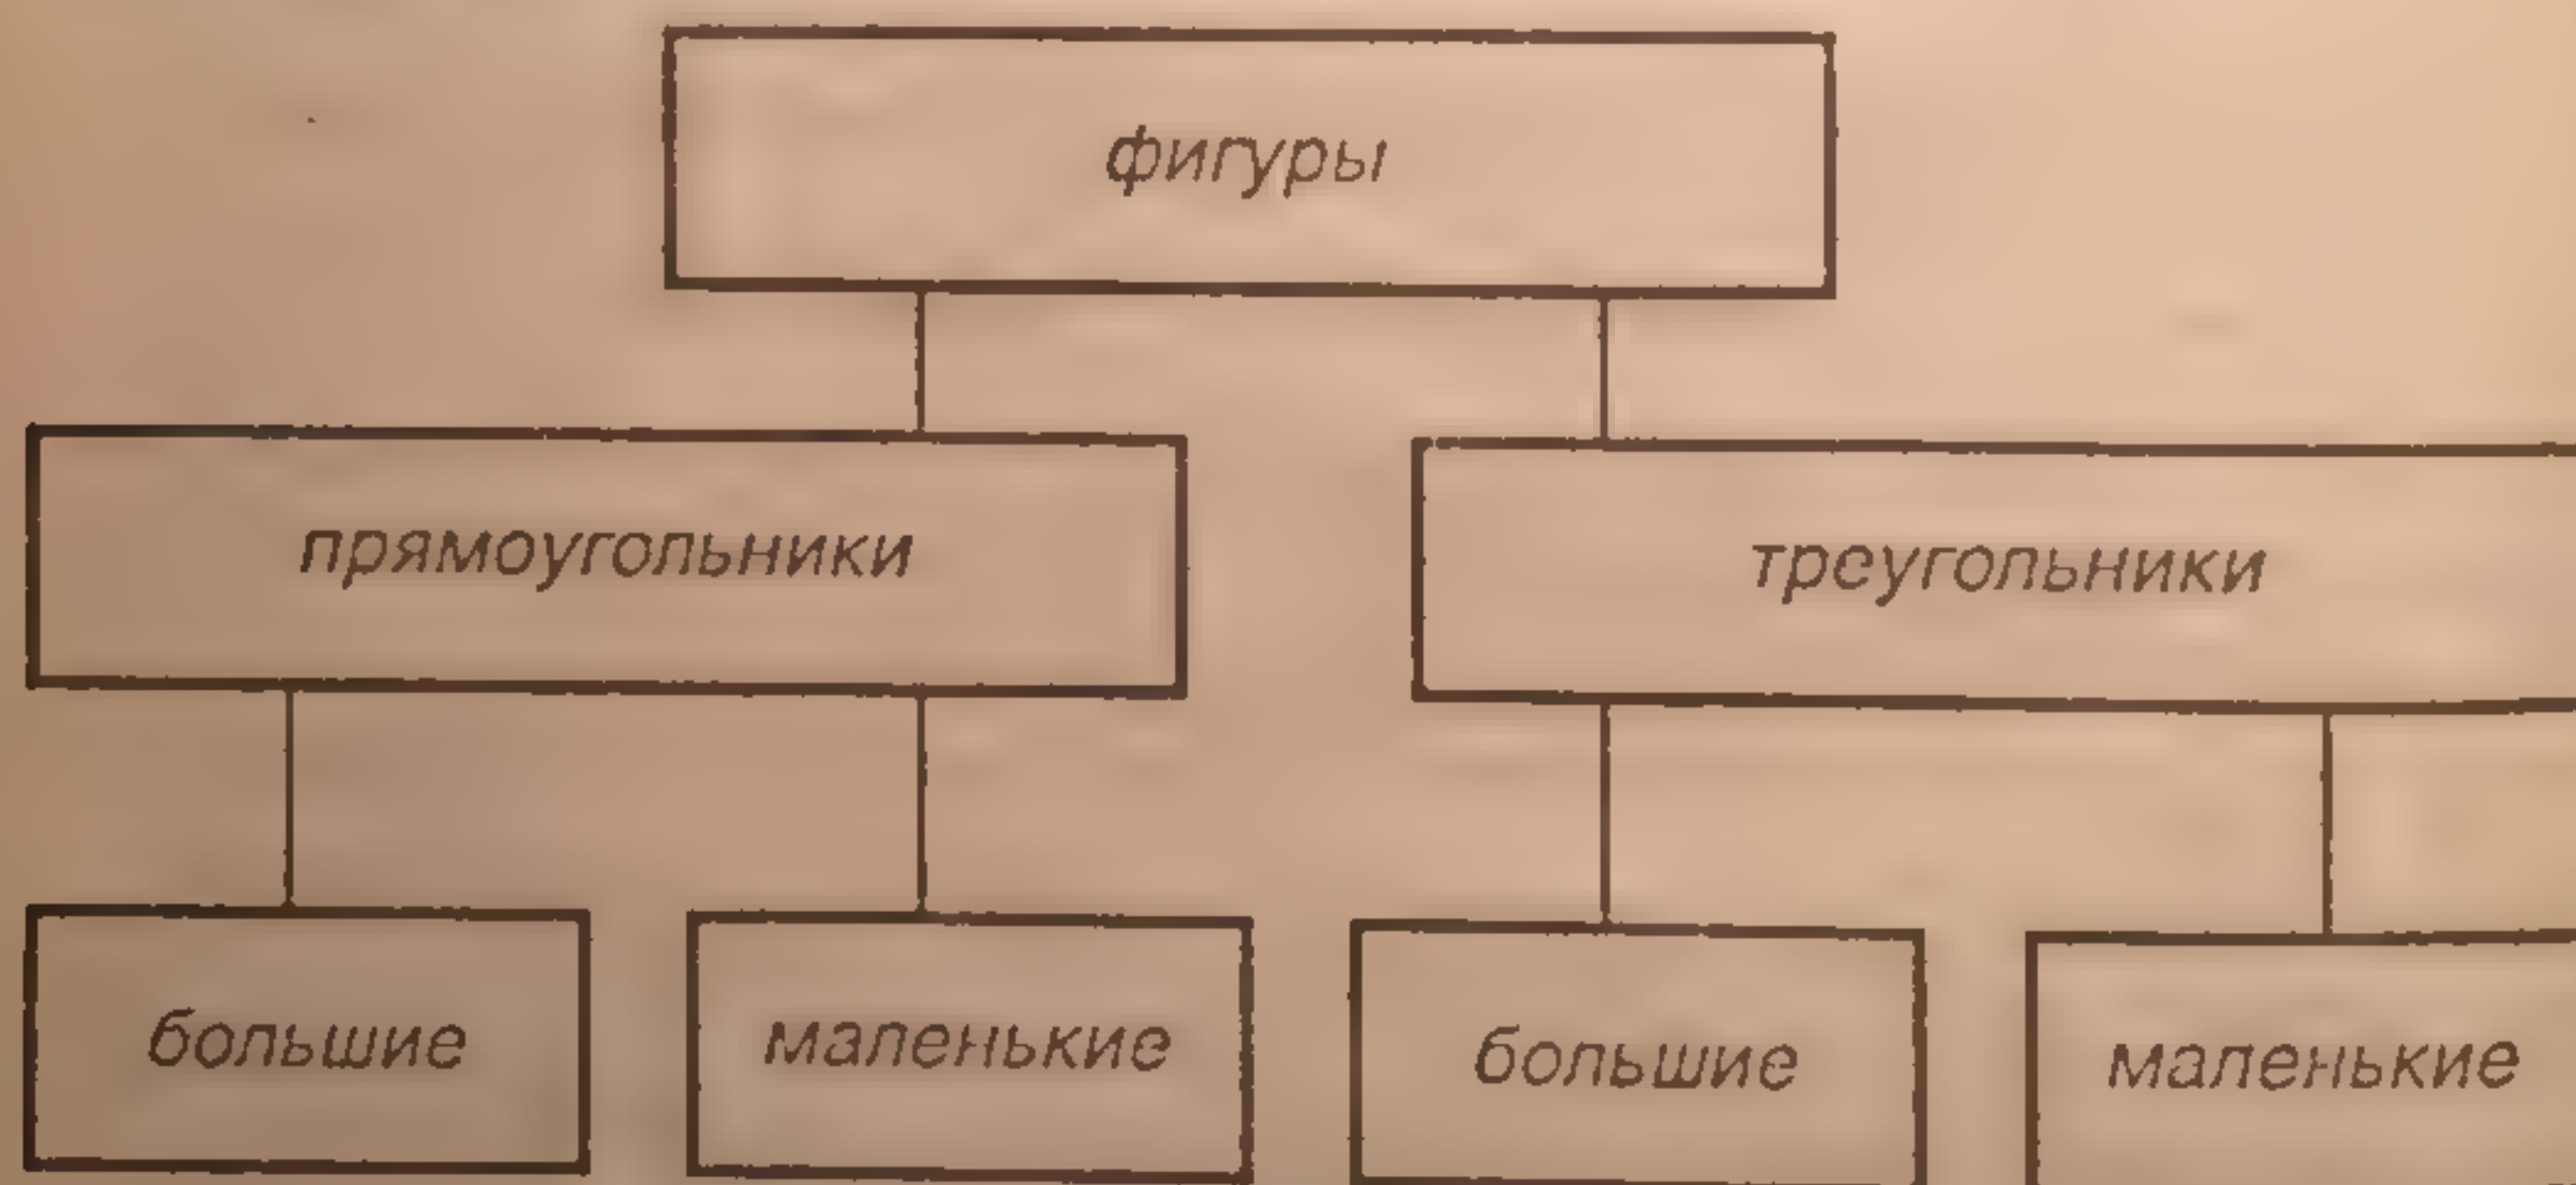 фигуры
прямоугольники
треугольники
большие
маленькие
большие
маленькие